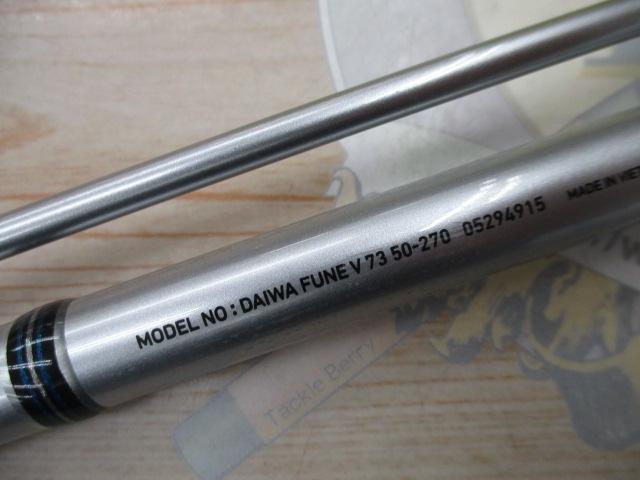 MODEL NO : DAIWA FUNE V 73 50-270 05294915 MADE IN VIET
Tackle Berry